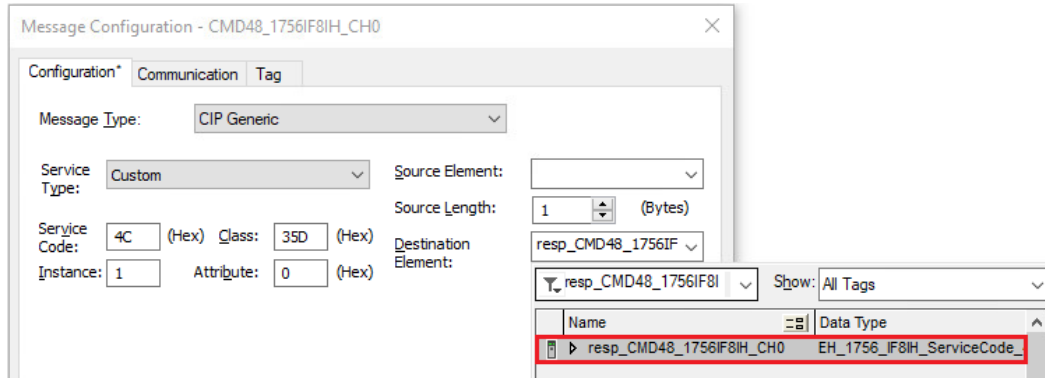 Message Configuration - CMD48_1756IF8IH_CH0
Configuration* Communication Tag
Message Type: CIP Generic
Service Type: Custom
Source Element:
Source Length: 1 (Bytes)
Service Code: 4C (Hex) Class: 35D (Hex)
Destination Element: resp_CMD48_1756IF
Instance: 1 Attribute: 0 (Hex)
resp_CMD48_1756IF8I Show: All Tags
Name Data Type
resp_CMD48_1756IF8IH_CH0 EH_1756_IF8IH_ServiceCode_